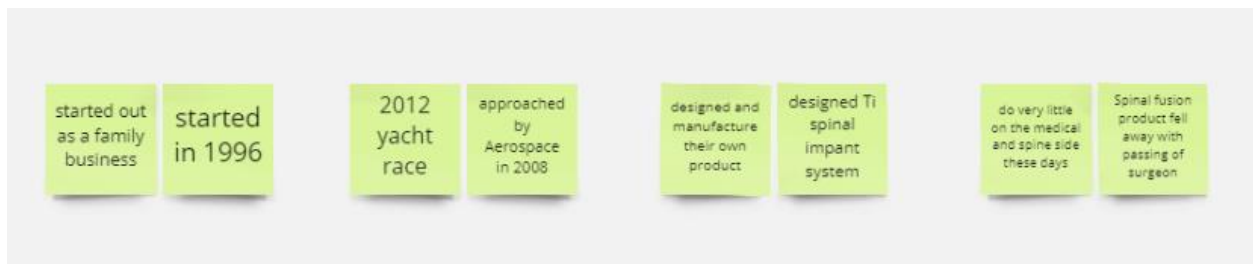 started out
as a family
business
started
in 1996
2012
yacht
race
approached
by
Aerospace
in 2008
designed and
manufacture
their own
product
designed Ti
spinal
impant
system
do very little
on the medical
and spine side
these days
Spinal fusion
product fell
away with
passing of
surgeon